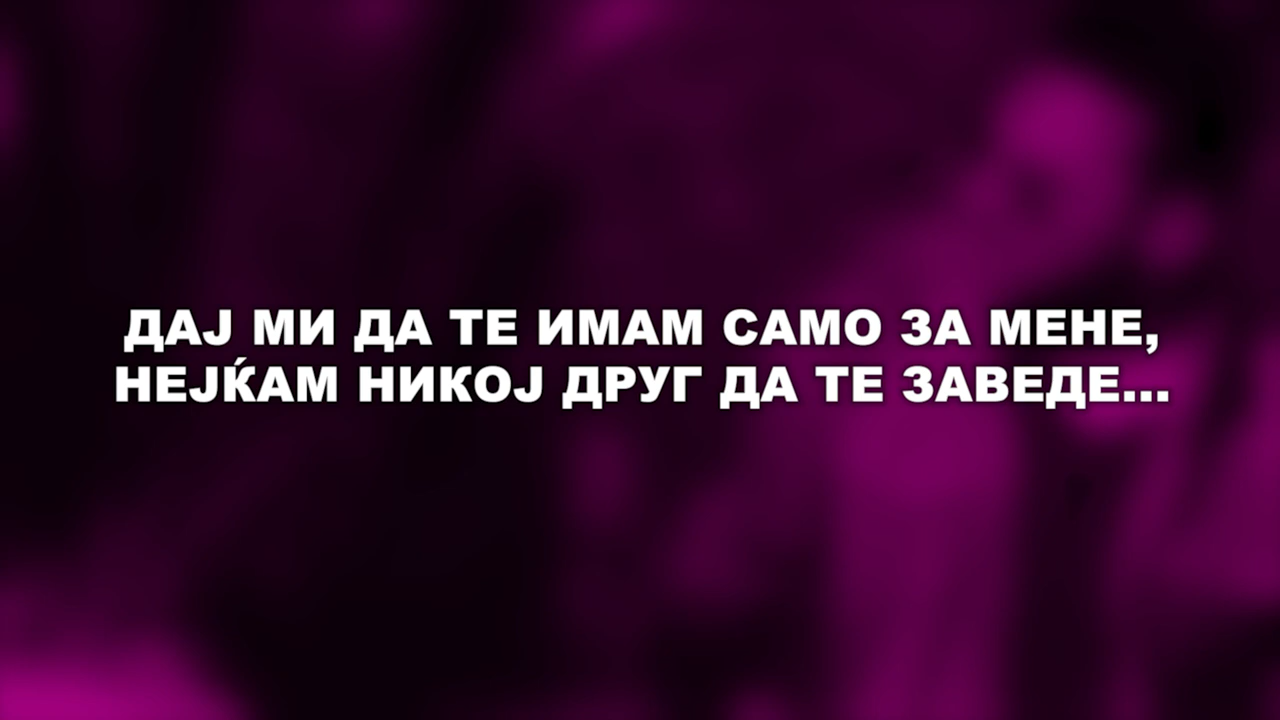 ДАЈ МИ ДА ТЕ ИМАМ САМО ЗА МЕНЕ,
НЕЈЌАМ НИКОЈ ДРУГ ДА ТЕ ЗАВЕДЕ...